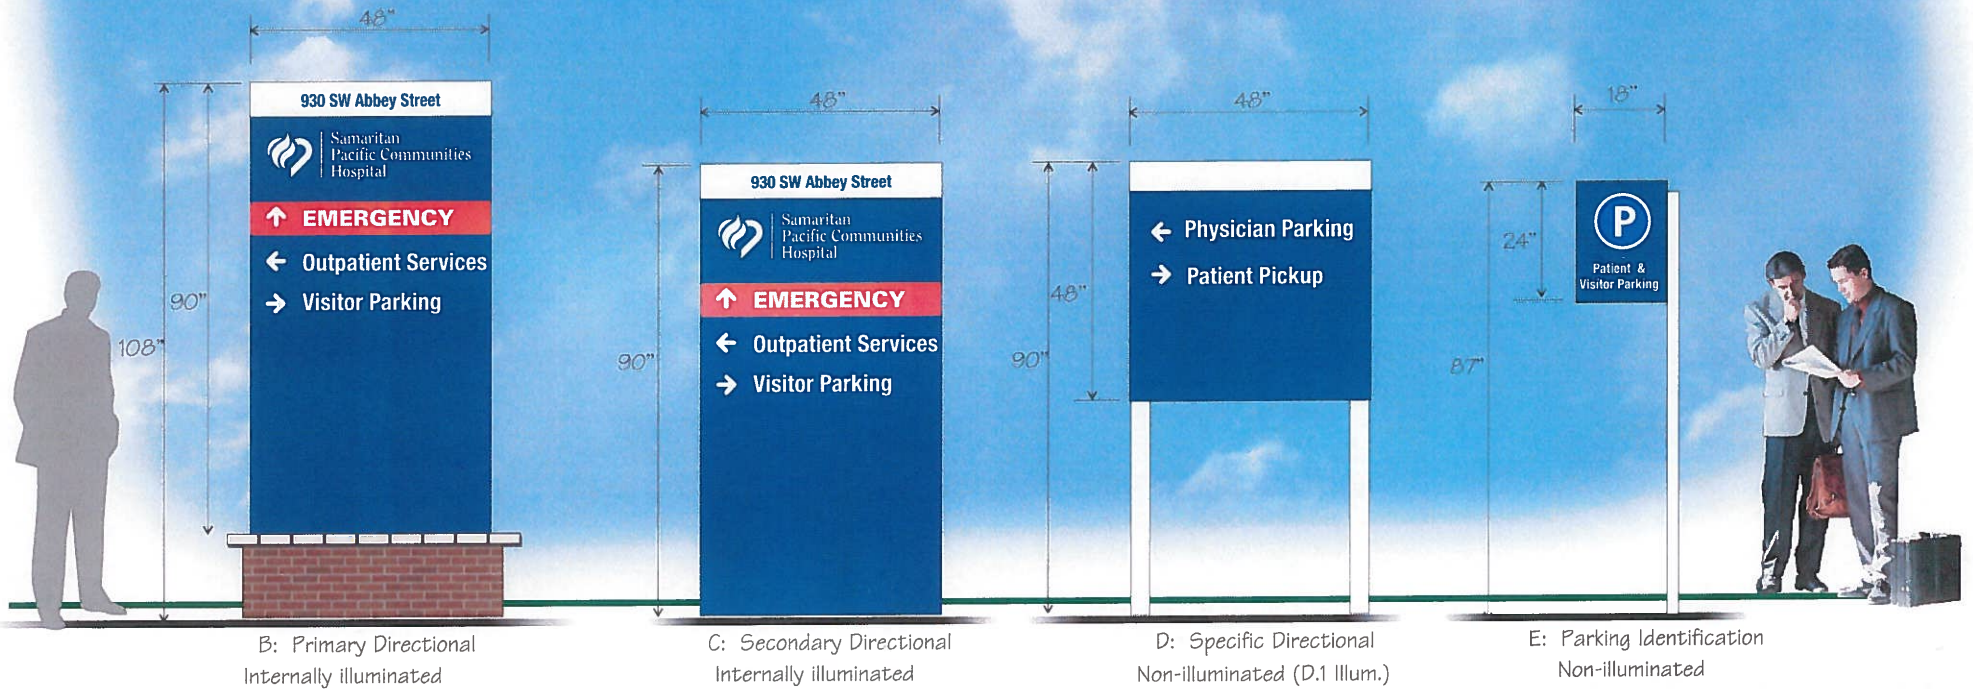 48"
930 SW Abbey Street
Samaritan
Pacific Communities
Hospital
EMERGENCY
Outpatient Services
Visitor Parking
90"
108"
B: Primary Directional
Internally illuminated
48"
930 SW Abbey Street
Samaritan
Pacific Communities
Hospital
EMERGENCY
Outpatient Services
Visitor Parking
90"
C: Secondary Directional
Internally illuminated
48"
Physician Parking
Patient Pickup
48"
90"
D: Specific Directional
Non-illuminated (D.1 Illum.)
18"
P
Patient &
Visitor Parking
24"
87"
E: Parking Identification
Non-illuminated